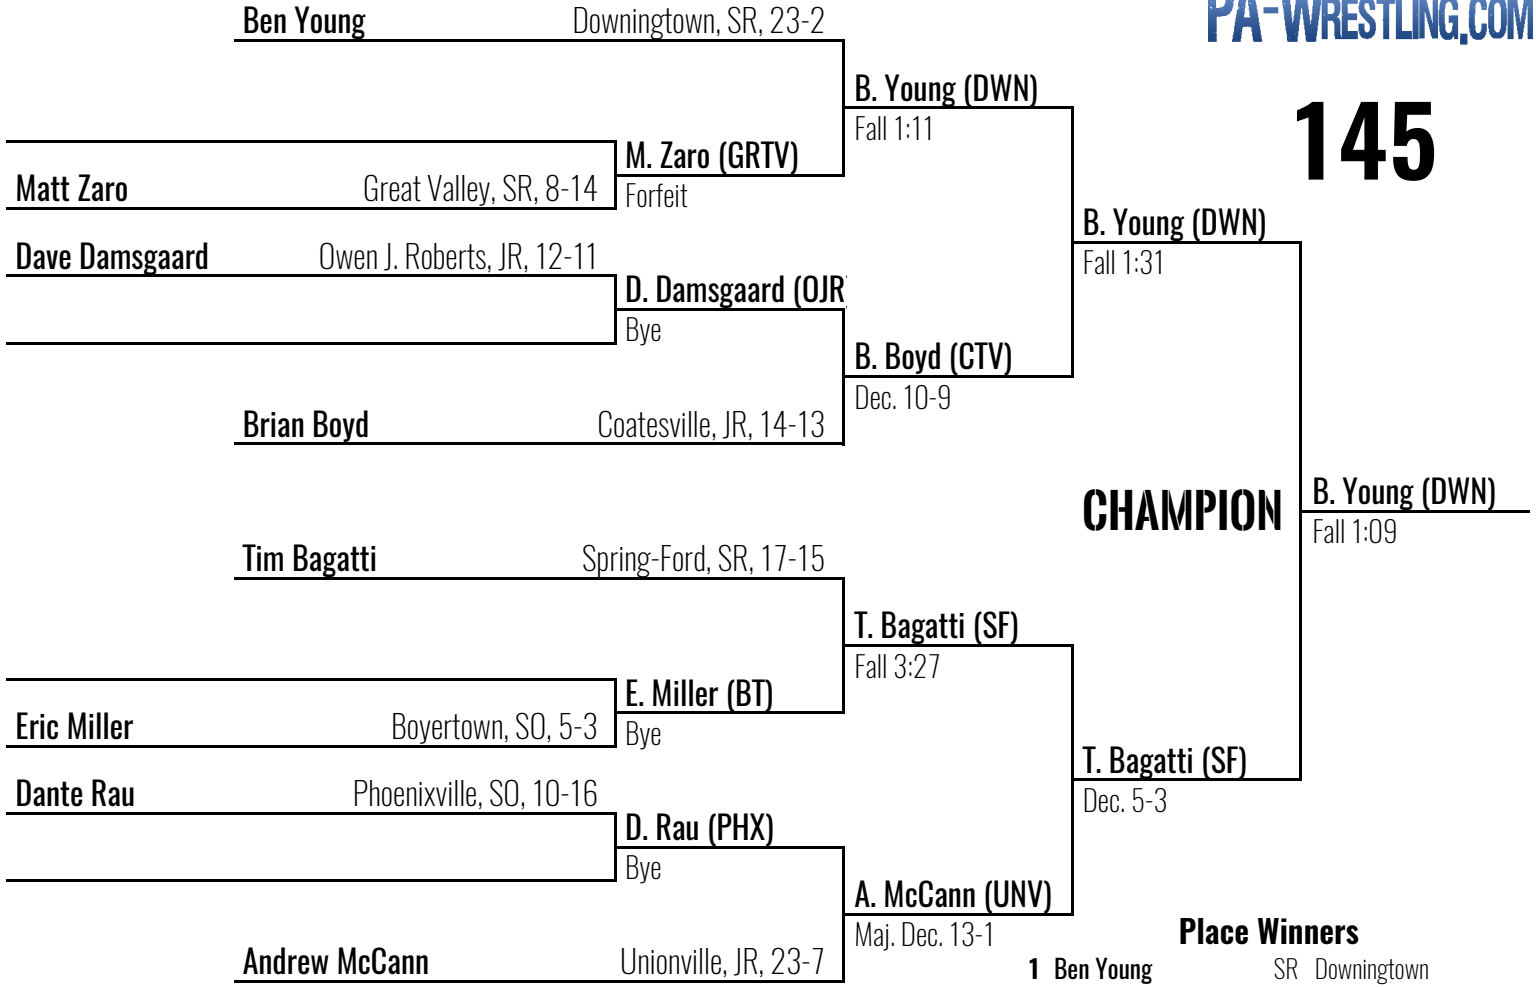 PA-WRESTLING.COM
145
Ben Young Downingtown, SR, 23-2
B. Young (DWN)
Fall 1:11
M. Zaro (GRTV)
Forfeit
Matt Zaro Great Valley, SR, 8-14
B. Young (DWN)
Fall 1:31
Dave Damsgaard Owen J. Roberts, JR, 12-11
D. Damsgaard (OJR)
Bye
B. Boyd (CTV)
Dec. 10-9
Brian Boyd Coatesville, JR, 14-13
CHAMPION
B. Young (DWN)
Fall 1:09
Tim Bagatti Spring-Ford, SR, 17-15
T. Bagatti (SF)
Fall 3:27
E. Miller (BT)
Bye
Eric Miller Boyertown, SO, 5-3
T. Bagatti (SF)
Dec. 5-3
Dante Rau Phoenixville, SO, 10-16
D. Rau (PHX)
Bye
A. McCann (UNV)
Maj. Dec. 13-1
Andrew McCann Unionville, JR, 23-7
Place Winners
1 Ben Young SR Downingtown